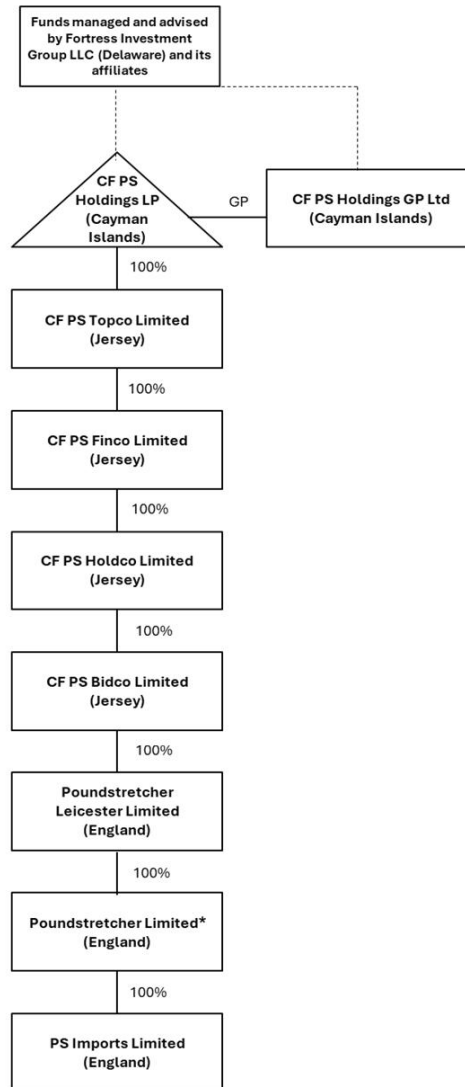 Funds managed and advised
by Fortress Investment
Group LLC (Delaware) and its
affiliates
CF PS
Holdings LP
(Cayman
Islands)
GP
CF PS Holdings GP Ltd
(Cayman Islands)
100%
CF PS Topco Limited
(Jersey)
100%
CF PS Finco Limited
(Jersey)
100%
CF PS Holdco Limited
(Jersey)
100%
CF PS Bidco Limited
(Jersey)
100%
Poundstretcher
Leicester Limited
(England)
100%
Poundstretcher Limited*
(England)
100%
PS Imports Limited
(England)